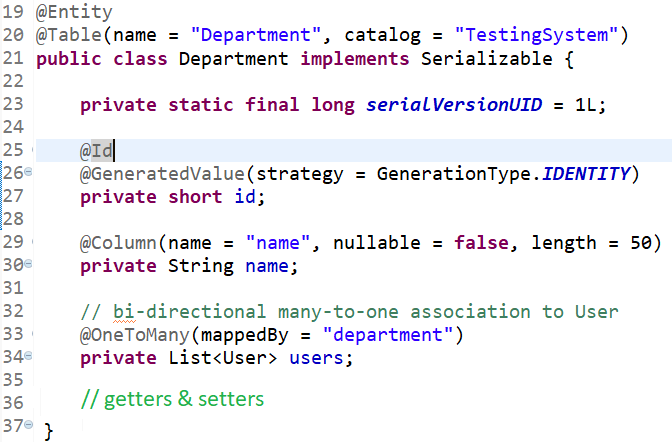 19 @Entity
20 @Table(name = "Department", catalog = "TestingSystem")
21 public class Department implements Serializable {
22
23 private static final long serialVersionUID = 1L;
24
25 @Id
26 @GeneratedValue(strategy = GenerationType.IDENTITY)
27 private short id;
28
29 @Column(name = "name", nullable = false, length = 50)
30 private String name;
31
32 // bi-directional many-to-one association to User
33 @OneToMany(mappedBy = "department")
34 private List<User> users;
35
36 // getters & setters
37 }